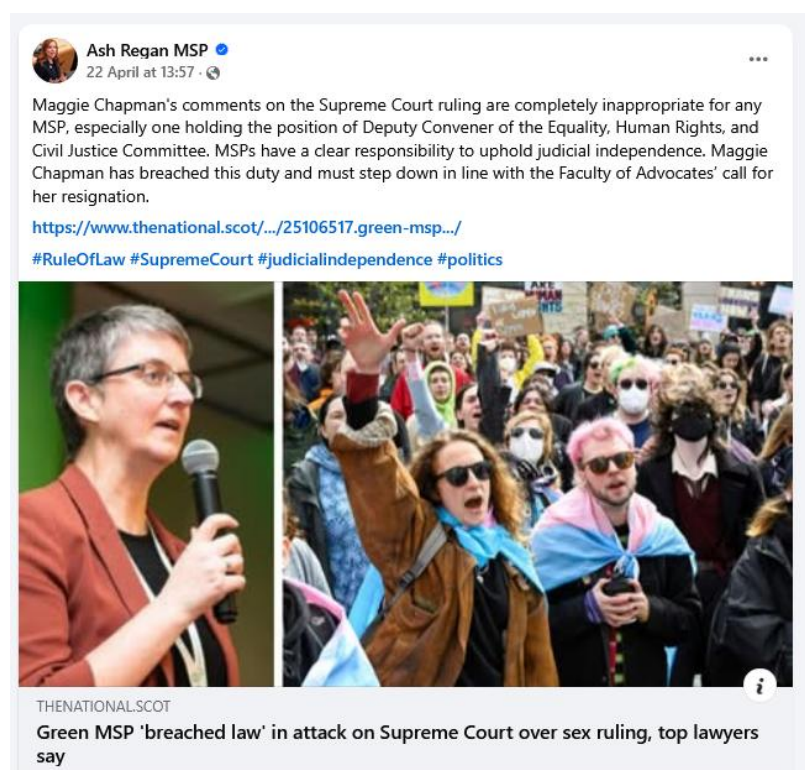 Ash Regan MSP
22 April at 13:57 ·
Maggie Chapman's comments on the Supreme Court ruling are completely inappropriate for any
MSP, especially one holding the position of Deputy Convener of the Equality, Human Rights, and
Civil Justice Committee. MSPs have a clear responsibility to uphold judicial independence. Maggie
Chapman has breached this duty and must step down in line with the Faculty of Advocates' call for
her resignation.
https://www.thenational.scot/.../25106517.green-msp.../
#RuleOfLaw #SupremeCourt #judicialindependence #politics
ARE
THENATIONAL.SCOT
Green MSP 'breached law' in attack on Supreme Court over sex ruling, top lawyers
say